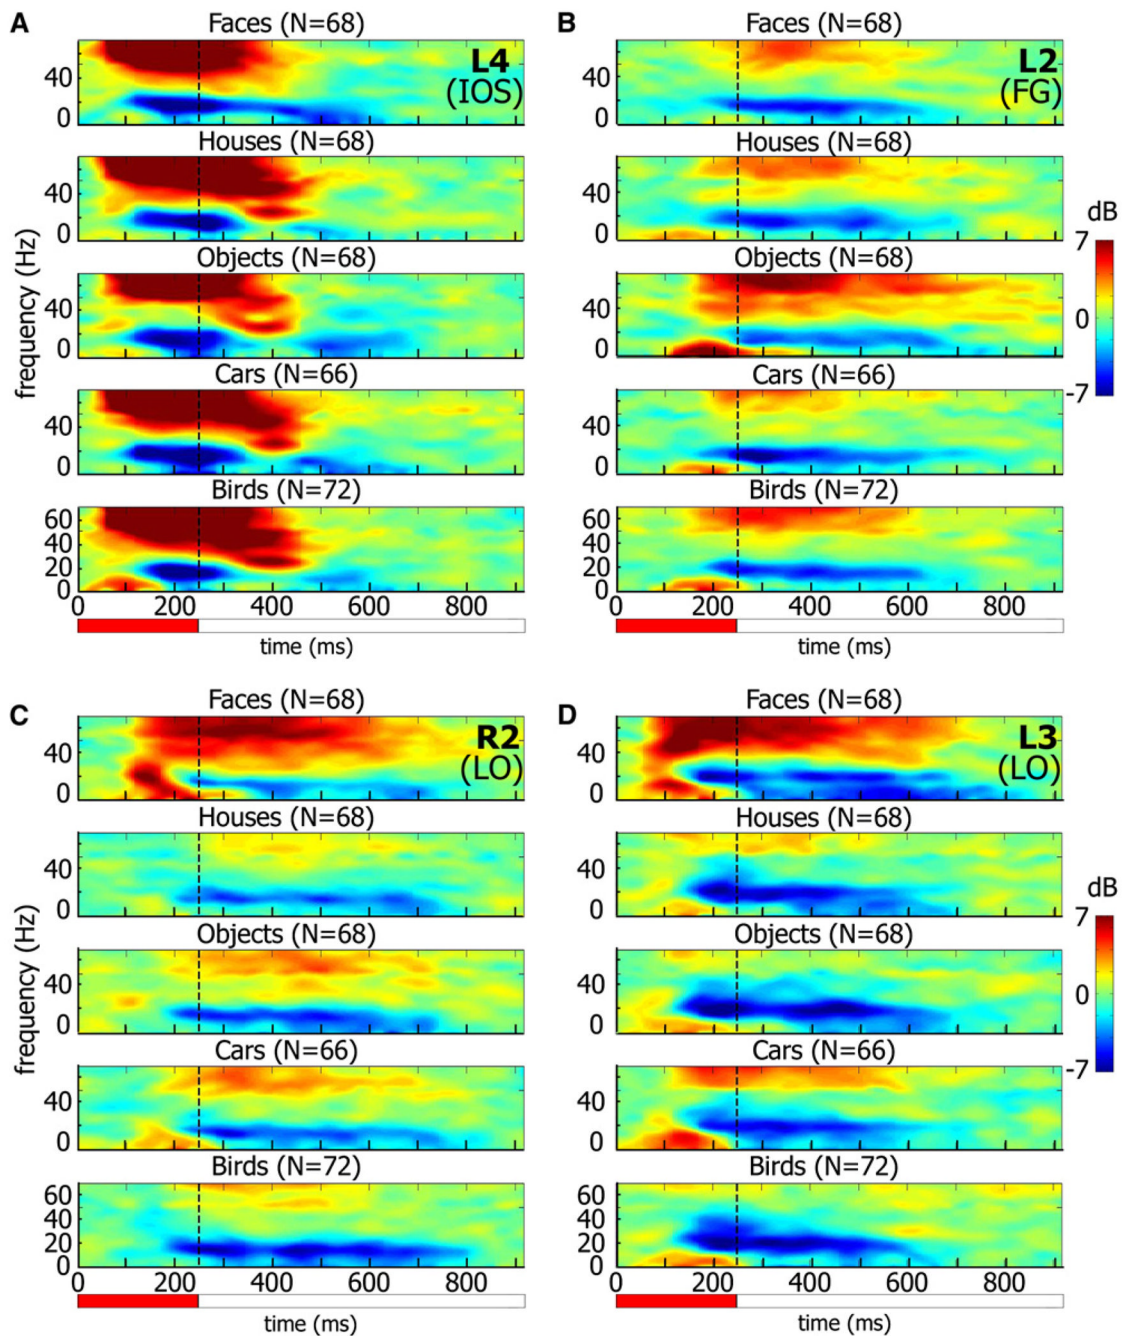 A
Faces (N=68)
L4
(IOS)
40
0
Houses (N=68)
40
0
Objects (N=68)
40
0
Cars (N=66)
40
0
Birds (N=72)
60
40
20
0
0 200 400 600 800
time (ms)
frequency (Hz)
B
Faces (N=68)
L2
(FG)
40
0
Houses (N=68)
40
0
Objects (N=68)
40
0
Cars (N=66)
40
0
Birds (N=72)
60
40
20
0
0 200 400 600 800
time (ms)
dB
7
0
-7
C
Faces (N=68)
R2
(LO)
40
0
Houses (N=68)
40
0
Objects (N=68)
40
0
Cars (N=66)
40
0
Birds (N=72)
60
40
20
0
0 200 400 600 800
time (ms)
frequency (Hz)
D
Faces (N=68)
L3
(LO)
40
0
Houses (N=68)
40
0
Objects (N=68)
40
0
Cars (N=66)
40
0
Birds (N=72)
60
40
20
0
0 200 400 600 800
time (ms)
dB
7
0
-7